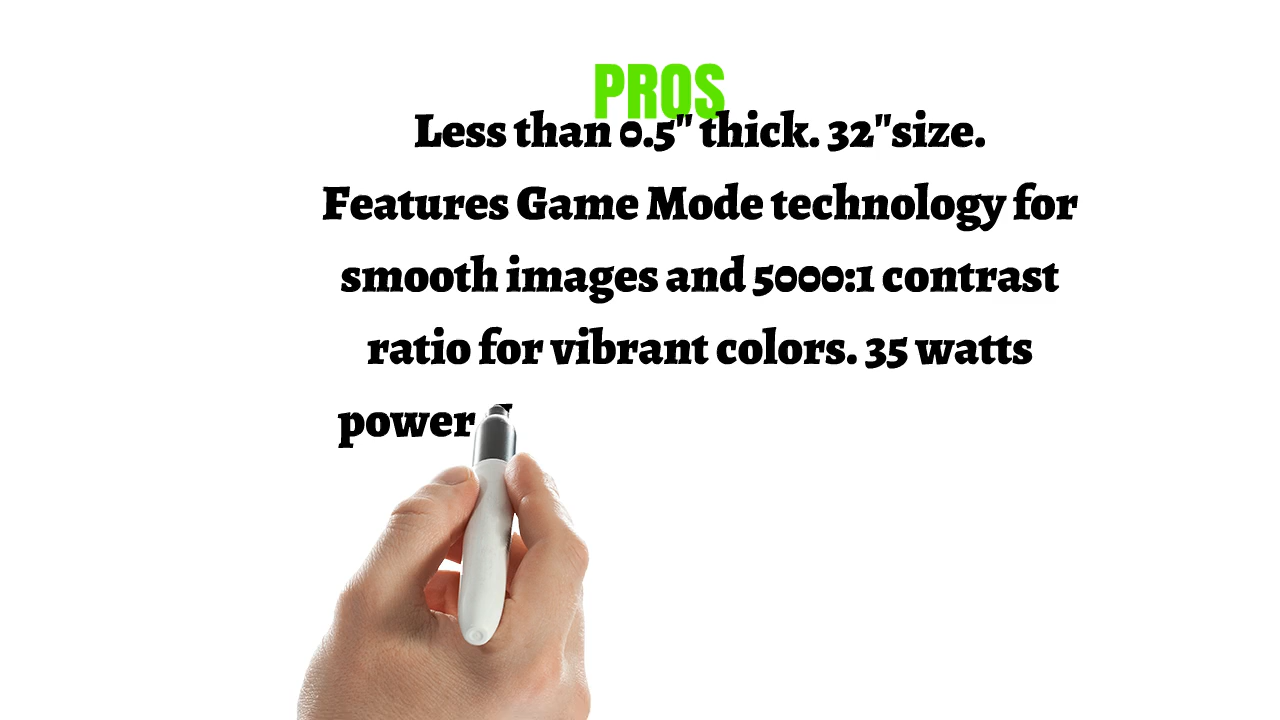 PROS
Less than 0.5" thick. 32"size.
Features Game Mode technology for
smooth images and 5000:1 contrast
ratio for vibrant colors. 35 watts
power